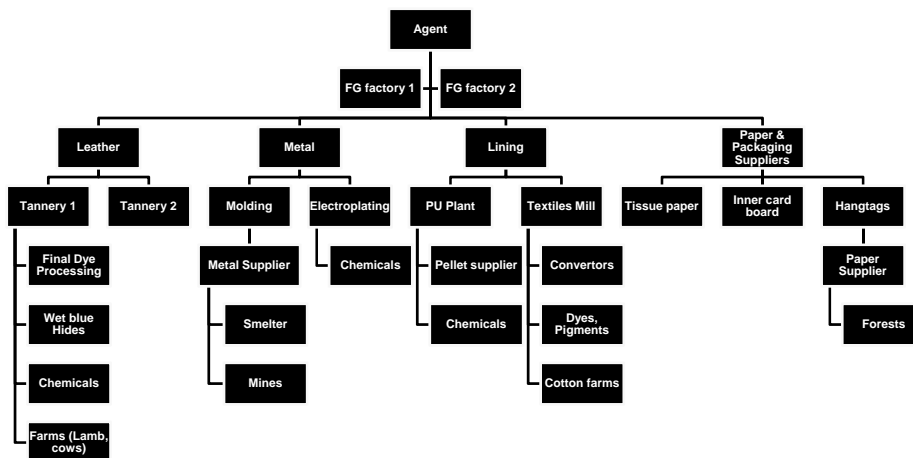 Agent
FG factory 1
FG factory 2
Leather
Metal
Lining
Paper &
Packaging
Suppliers
Tannery 1
Tannery 2
Molding
Electroplating
PU Plant
Textiles Mill
Tissue paper
Inner card
board
Hangtags
Final Dye
Processing
Metal Supplier
Chemicals
Pellet supplier
Convertors
Paper
Supplier
Wet blue
Hides
Smelter
Chemicals
Dyes,
Pigments
Forests
Chemicals
Mines
Cotton farms
Farms (Lamb,
cows)